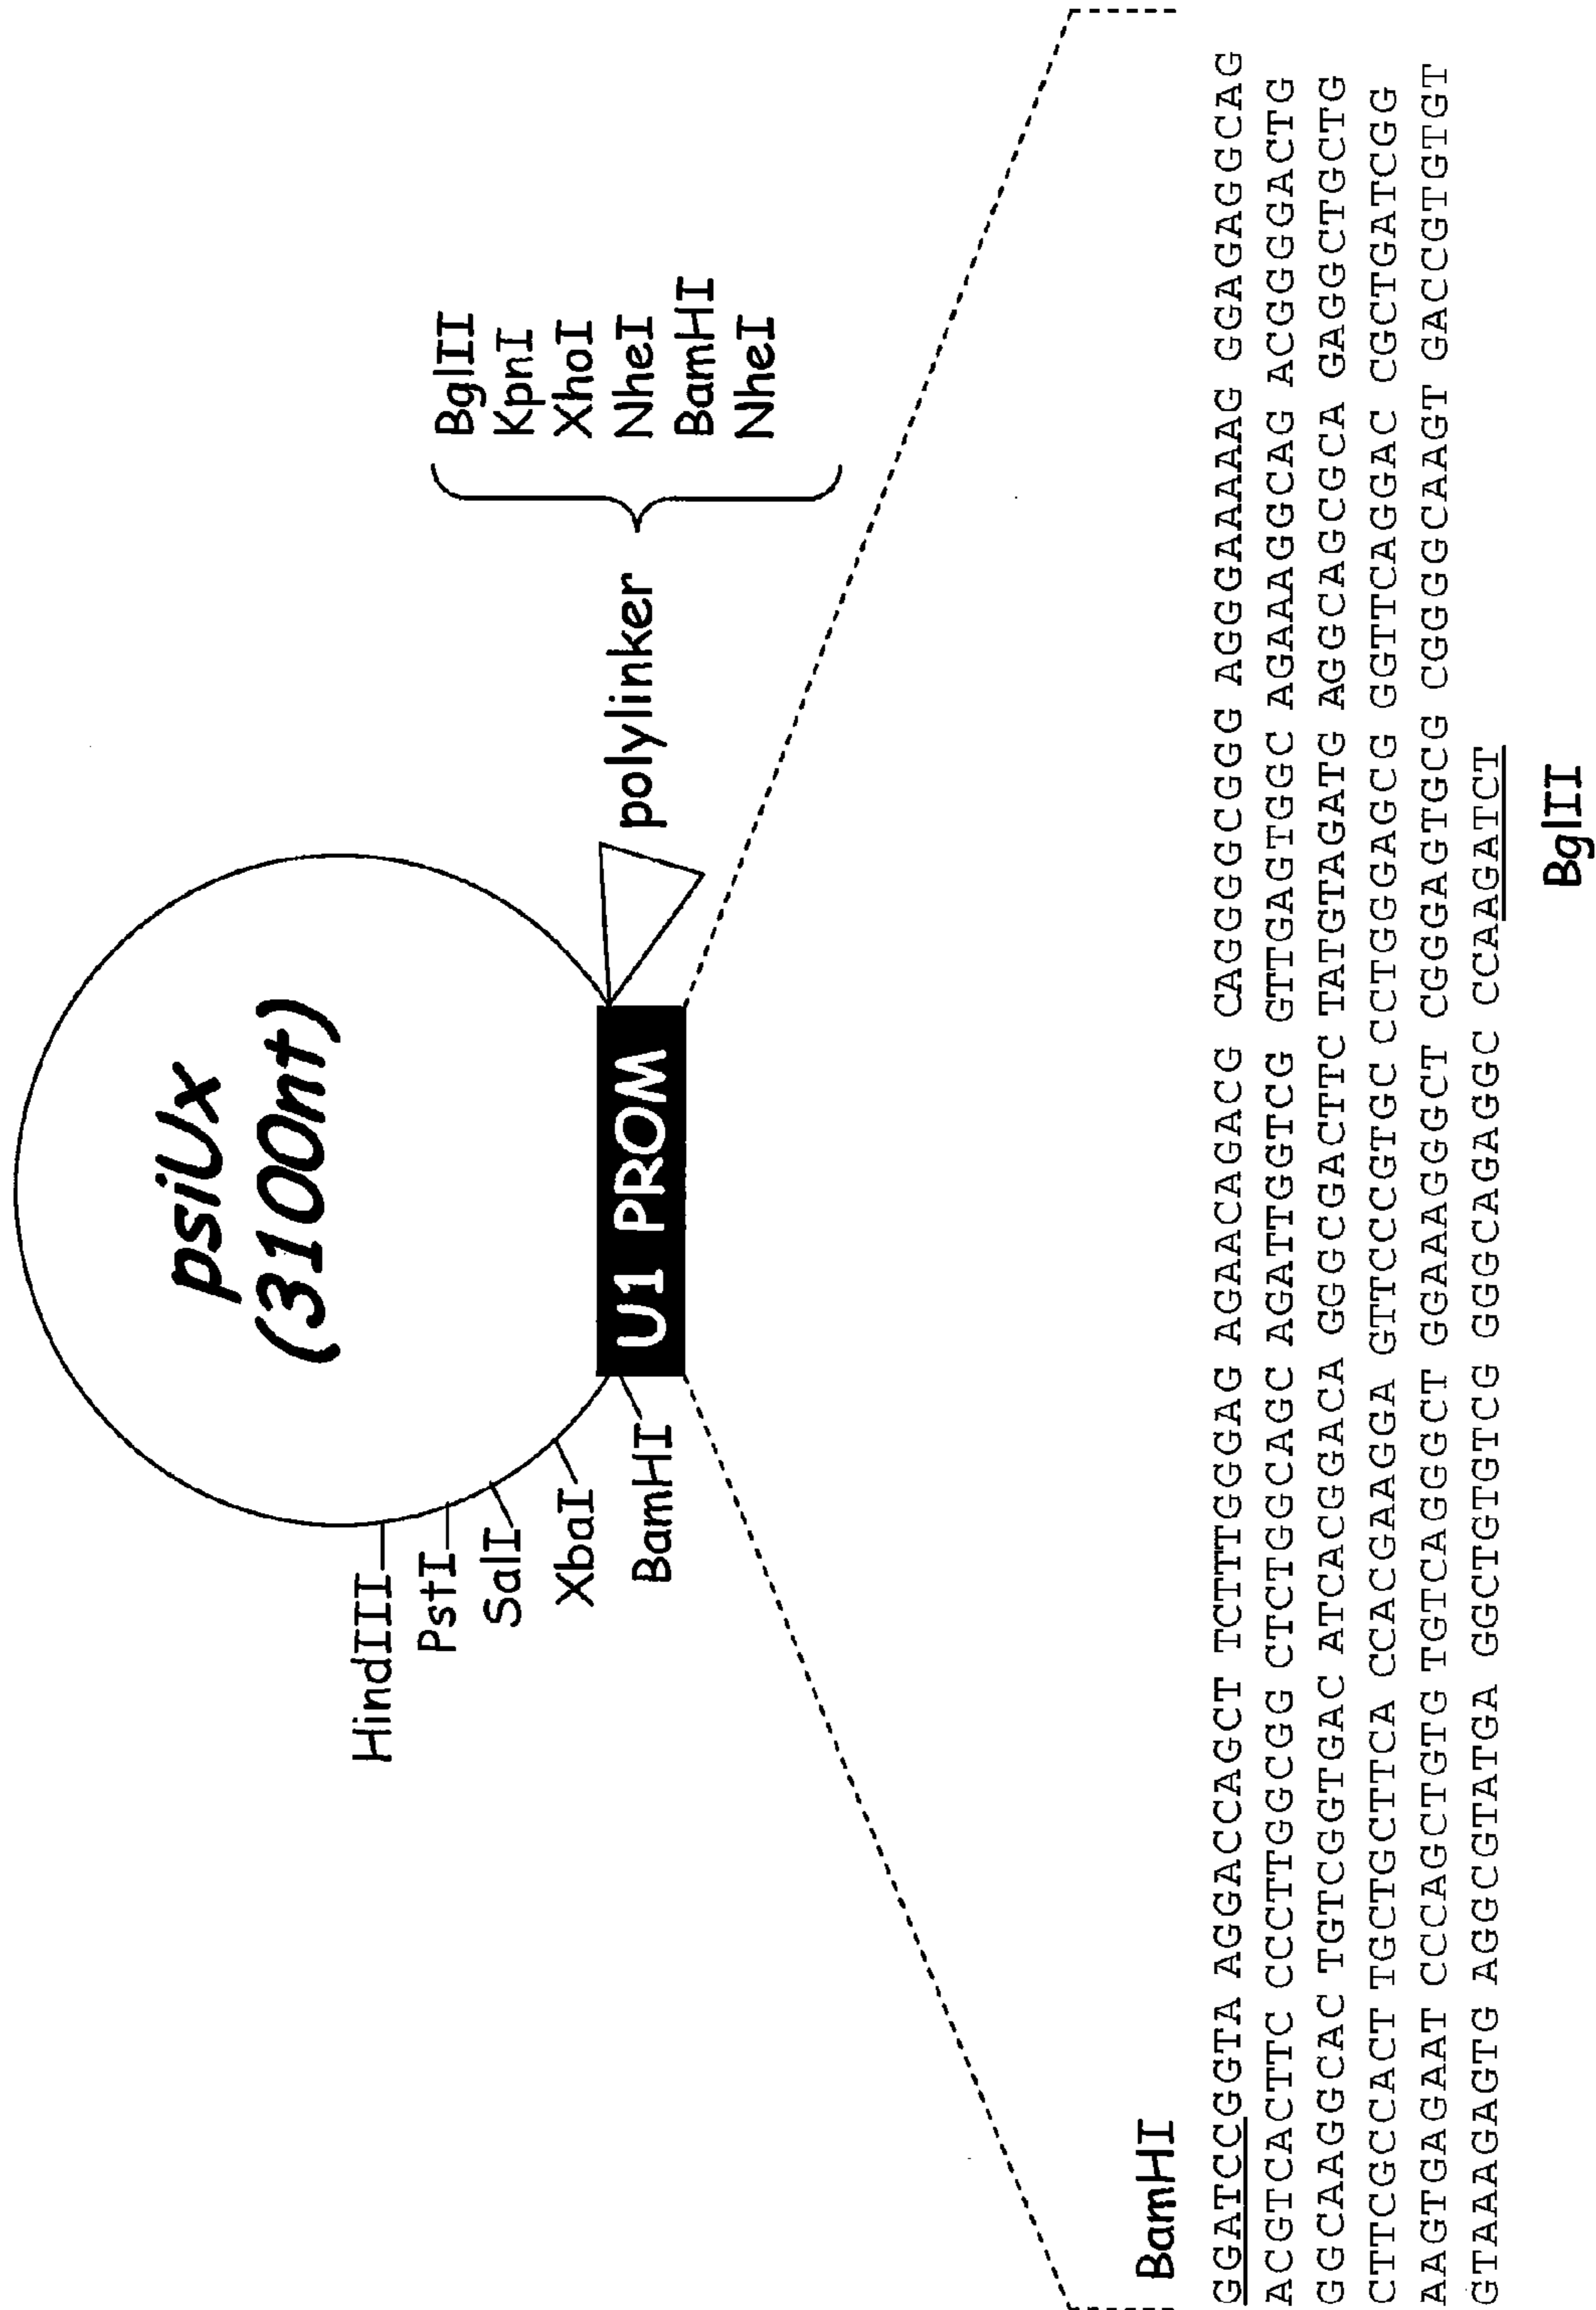 psiUx
(3100nt)
HindIII
PstI
SalI
XbaI
BamHI
U1 PROM
polylinker
BglII
KpnI
XhoI
NheI
BamHI
NheI
BamHI
GGATCCGGTA AGGACCAGCT TCTTTGGGAG AGAACAGACG CAGGGGCGGG AGGGAAAAAG GGAGAGGCAG
ACGTCACTTC CCCTTGGCGG CTCTGGCAGC AGATTGGTCG GTTGAGTGGC AGAAAGGCAG ACGGGGACTG
GGCAAGGCAC TGTCGGTGAC ATCACGGACA GGGCGACTTC TATGTAGATG AGGCAGCGCA GAGGCTGCTG
CTTCGCCACT TGCTGCTTCA CCACGAAGGA GTTCCCGTGC CCTGGGAGCG GGTTCAGGAC CGCTGATCGG
AAGTGAGAAT CCCAGCTGTG TGTCAGGGCT GGAAAGGGCT CGGGAGTGCG CGGGGCAAGT GACCGTGTGT
GTAAAGAGTG AGGCGTATGA GGCTGTGTCG GGGCAGAGGC CCAAGATCT
BglII